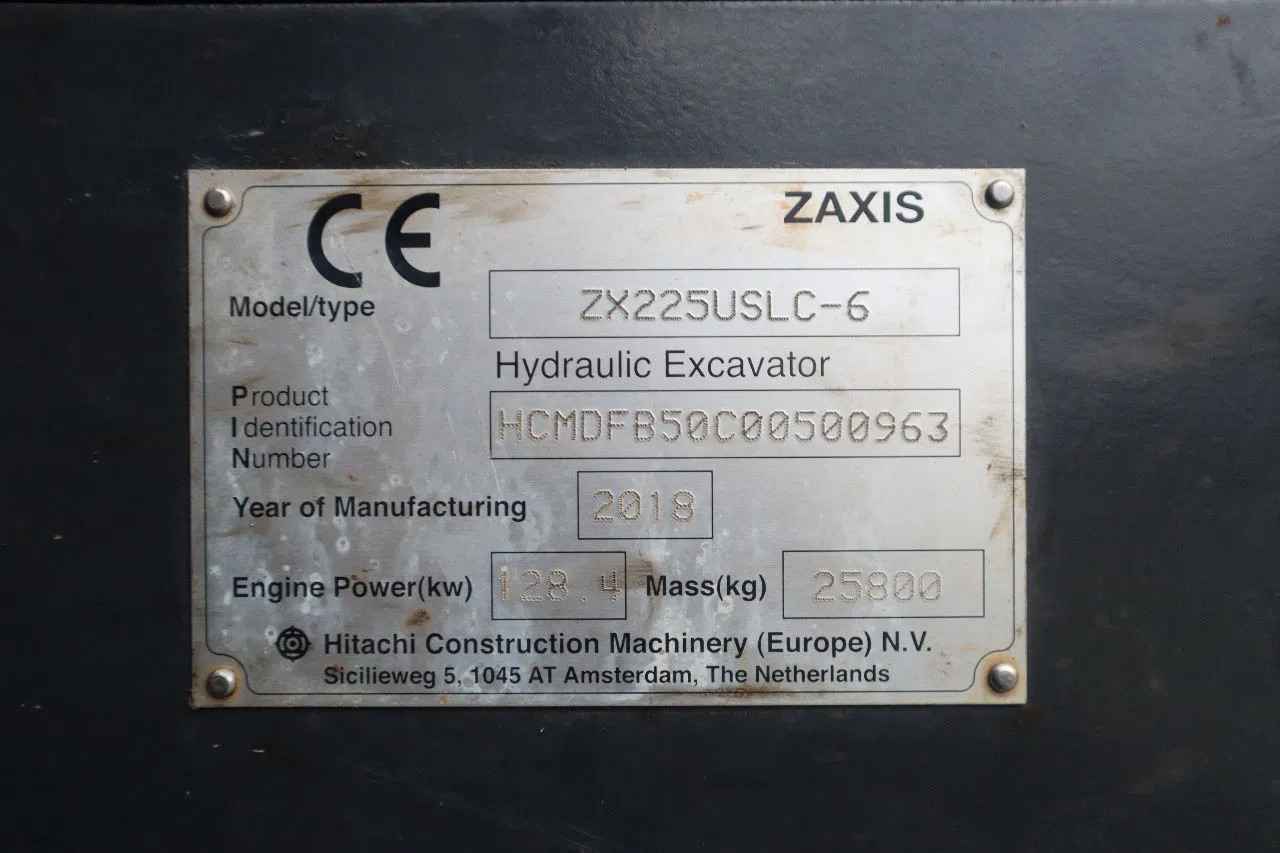 CE ZAXIS
Model/type ZX225USLC-6
Hydraulic Excavator
Product
Identification HCMDFB50C00500963
Number
Year of Manufacturing 2018
Engine Power(kw) 128.4 Mass(kg) 25800
Hitachi Construction Machinery (Europe) N.V.
Sicilieweg 5, 1045 AT Amsterdam, The Netherlands